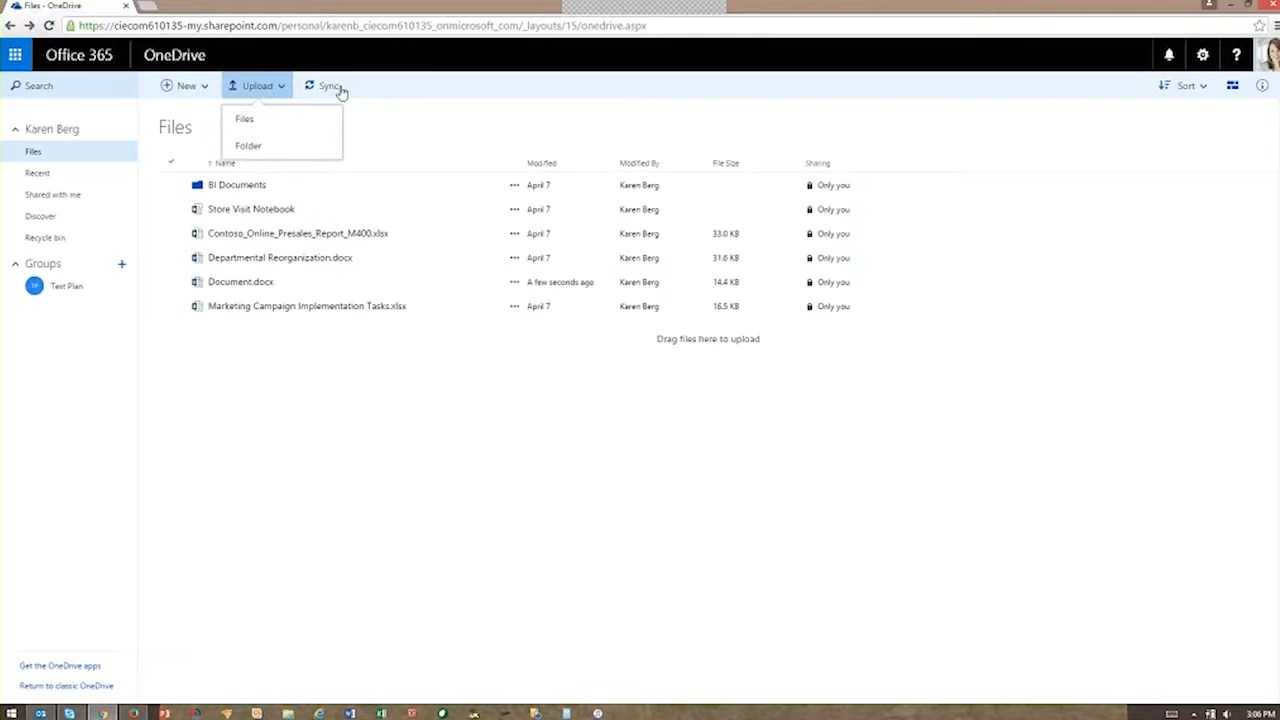 Files - OneDrive
https://ciecom610135-my.sharepoint.com/personal/karenb_ciecom610135_onmicrosoft_com/_layouts/15/onedrive.aspx
Office 365 OneDrive ?
Search New Upload Sync Sort
Files
Folder
Karen Berg
Files
Recent
Shared with me
Discover
Recycle bin
Groups +
TP Test Plan
Files
Name Modified Modified By File Size Sharing
BI Documents April 7 Karen Berg Only you
Store Visit Notebook April 7 Karen Berg Only you
Contoso_Online_Presales_Report_M400.xlsx April 7 Karen Berg 33.0 KB Only you
Departmental Reorganization.docx April 7 Karen Berg 31.6 KB Only you
Document.docx A few seconds ago Karen Berg 14.4 KB Only you
Marketing Campaign Implementation Tasks.xlsx April 7 Karen Berg 16.5 KB Only you
Drag files here to upload
Get the OneDrive apps
Return to classic OneDrive
3:06 PM